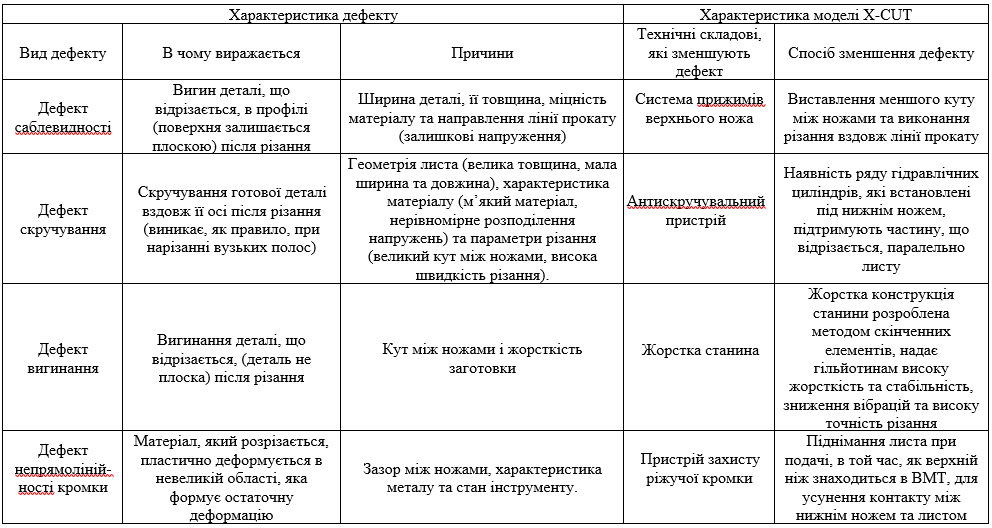 Характеристика дефекту
Характеристика моделі X-CUT
Вид дефекту
В чому виражається
Причини
Технічні складові,
які зменшують
дефект
Спосіб зменшення дефекту
Дефект
саблевидності
Вигин деталі, що
відрізається, в профілі
(поверхня залишається
плоскою) після різання
Ширина деталі, її товщина, міцність
матеріалу та направлення лінії прокату
(залишкові напруження)
Система прижимів
верхнього ножа
Виставлення меншого куту
між ножами та виконання
різання вздовж лінії прокату
Дефект
скручування
Скручування готової деталі
вздовж її осі після різання
(виникає, як правило, при
нарізанні вузьких полос)
Геометрія листа (велика товщина, мала
ширина та довжина), характеристика
матеріалу (м’який матеріал,
нерівномірне розподілення
напружень) та параметри різання
(великий кут між ножами, висока
швидкість різання).
Антискручувальний
пристрій
Наявність ряду гідравлічних
циліндрів, які встановлені
під нижнім ножем,
підтримують частину, що
відрізається, паралельно
листу
Дефект
вигинання
Вигинання деталі, що
відрізається, (деталь не
плоска) після різання
Кут між ножами і жорсткість
заготовки
Жорстка станина
Жорстка конструкція
станини розроблена
методом скінченних
елементів, надає
гільйотинам високу
жорсткість та стабільність,
зниження вібрацій та високу
точність різання
Дефект
непрямоліній-
ності кромки
Матеріал, який розрізається,
пластично деформується в
невеликій області, яка
формує остаточну
деформацію
Зазор між ножами, характеристика
металу та стан інструменту.
Пристрій захисту
ріжучої кромки
Піднімання листа при
подачі, в той час, як верхній
ніж знаходиться в ВМТ, для
усунення контакту між
нижнім ножем та листом